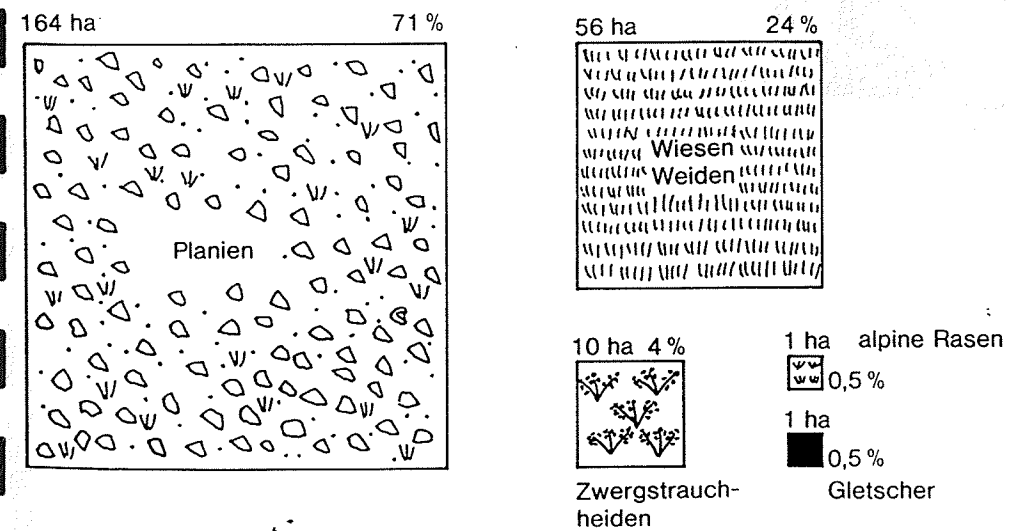 164 ha 71 %
Planien
56 ha 24 %
Wiesen
Weiden
10 ha 4 %
Zwergstrauch-
heiden
1 ha alpine Rasen
0,5 %
1 ha
0,5 %
Gletscher